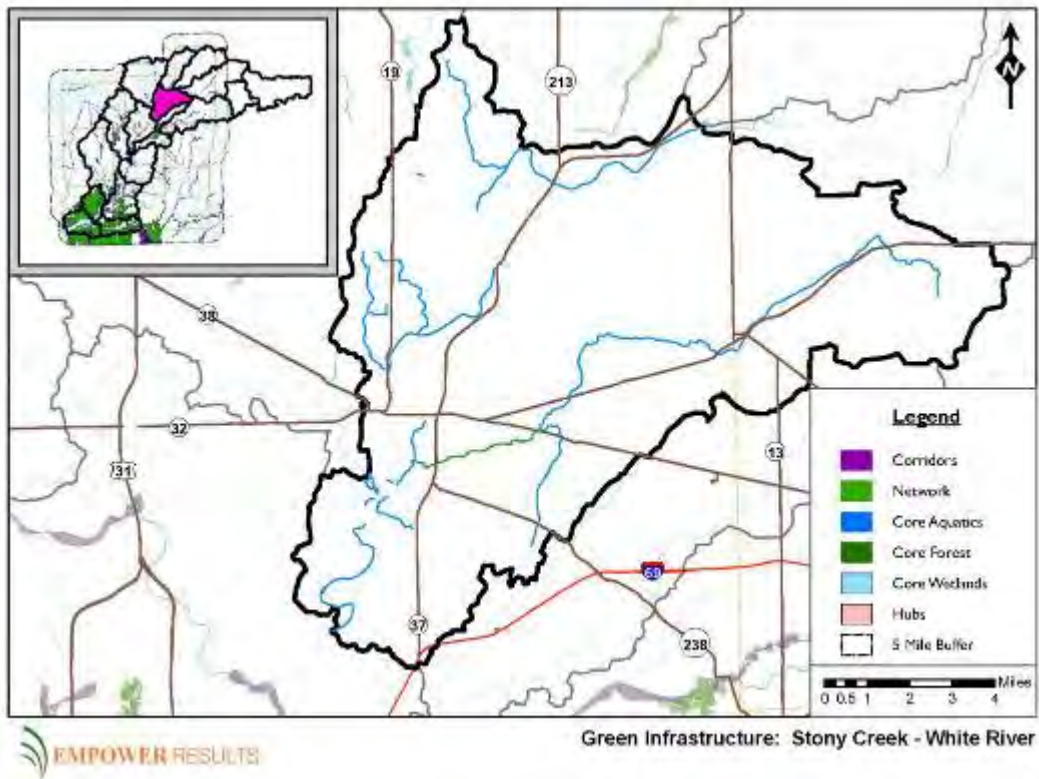 19
213
N
38
32
31
13
69
37
238
Legend
Corridors
Network
Core Aquatics
Core Forest
Core Wetlands
Hubs
5 Mile Buffer
0 0.5 1 2 3 4 Miles
EMPOWER RESULTS
Green Infrastructure: Stony Creek - White River